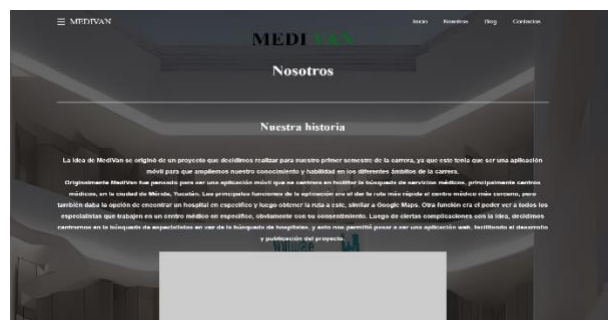 ☰ MEDIVAN
Inicio Nosotros Blog Contactos
MEDI VAN
Nosotros
Nuestra historia
La idea de MediVan se originó de un proyecto que decidimos realizar para nuestro primer semestre de la carrera, ya que este tenía que ser una aplicación
móvil para que ampliemos nuestro conocimiento y habilidad en los diferentes ámbitos de la carrera.
Originalmente MediVan fue pensado para ser una aplicación móvil que se centrara en facilitar la búsqueda de servicios médicos, principalmente centros
médicos, en la ciudad de Mérida, Yucatán. Las principales funciones de la aplicación era el dar la ruta más rápida al centro médico más cercano, pero
también daba la opción de encontrar un hospital en específico y luego obtener la ruta a este, similar a Google Maps. Otra función era el poder ver a todos los
especialistas que trabajen en un centro médico en específico, obviamente con su consentimiento. Luego de ciertas complicaciones con la idea, decidimos
centrarnos en la búsqueda de especialistas en vez de la búsqueda de hospitales, y esto nos permitió pasar a ser una aplicación web, facilitando el desarrollo
y publicación del proyecto.